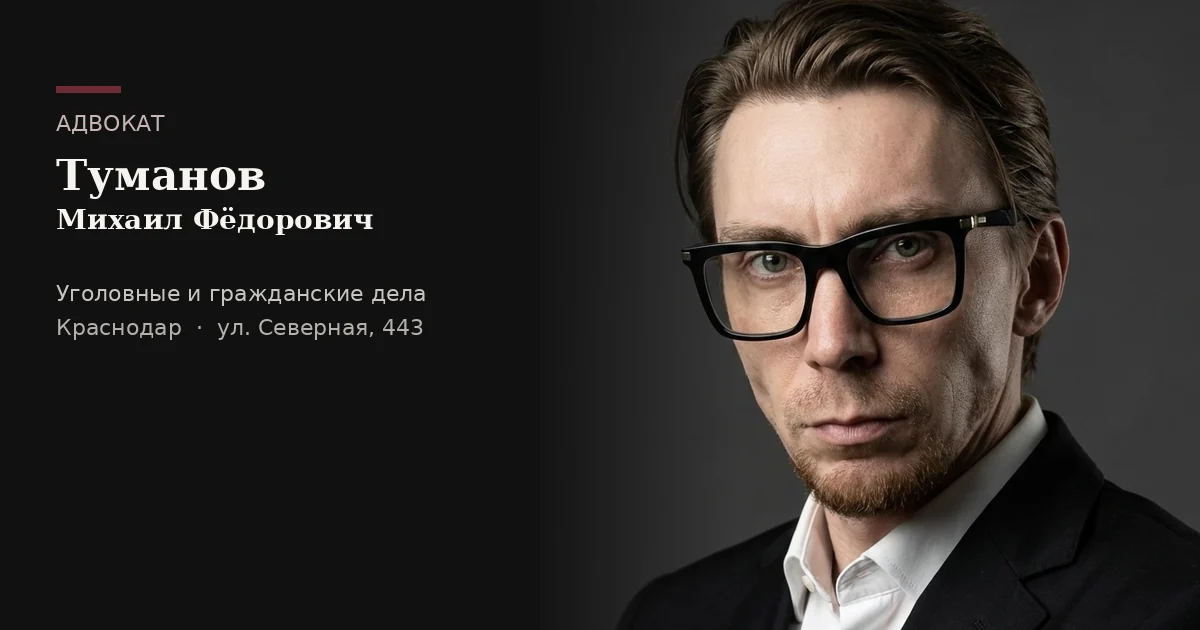 АДВОКАТ
Туманов
Михаил Фёдорович
Уголовные и гражданские дела
Краснодар · ул. Северная, 443